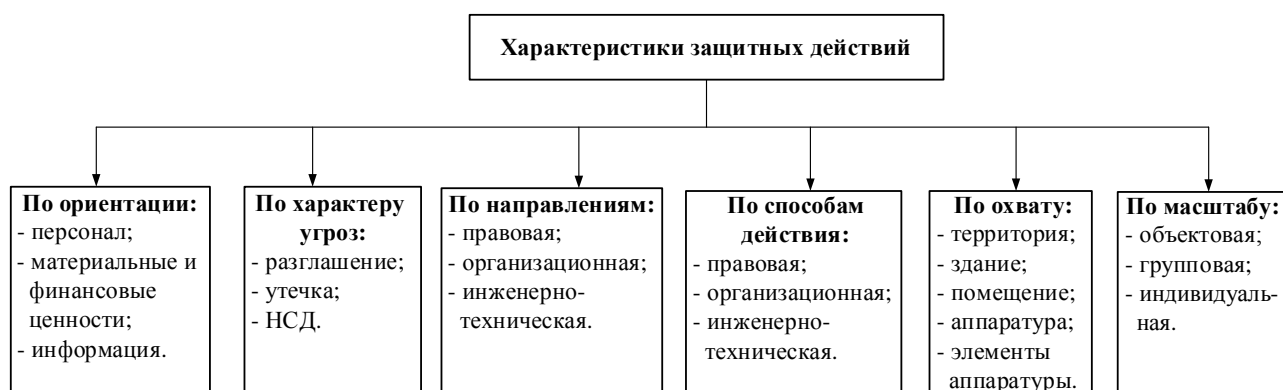 Характеристики защитных действий
По ориентации:
- персонал;
- материальные и
финансовые
ценности;
- информация.
По характеру
угроз:
- разглашение;
- утечка;
- НСД.
По направлениям:
- правовая;
- организационная;
- инженерно-
техническая.
По способам
действия:
- правовая;
- организационная;
- инженерно-
техническая.
По охвату:
- территория;
- здание;
- помещение;
- аппаратура;
- элементы
аппаратуры.
По масштабу:
- объектовая;
- групповая;
- индивидуаль-
ная.